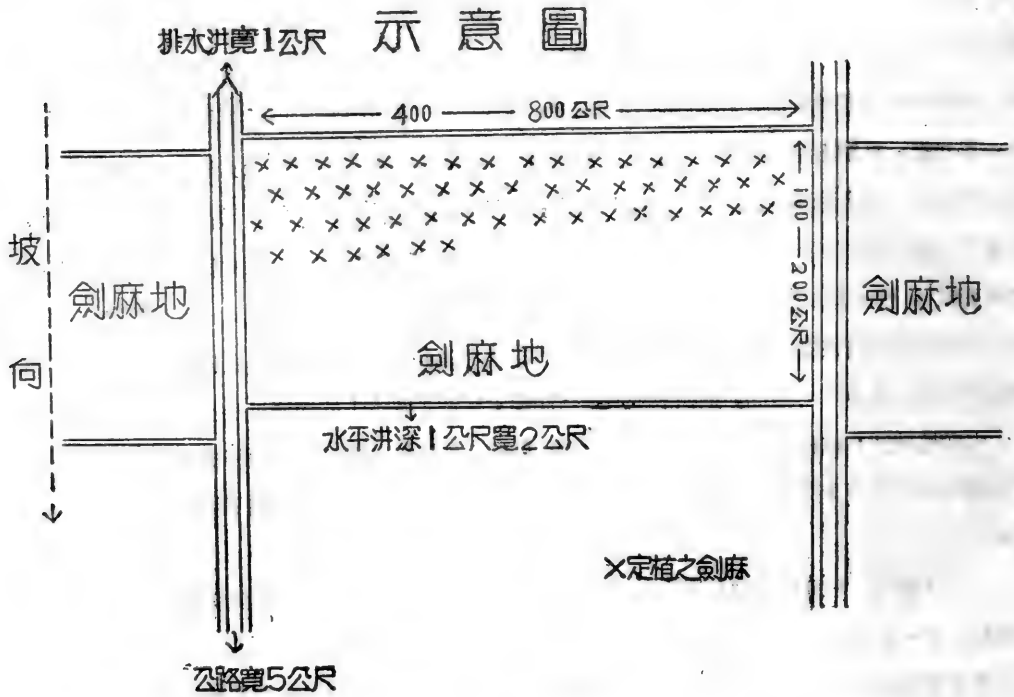 示意圖
排水洪寬1公尺
400 — 800公尺
100 — 200公尺
坡向
劍麻地
劍麻地
劍麻地
水平洪深1公尺寬2公尺
×定植之劍麻
公路寬5公尺